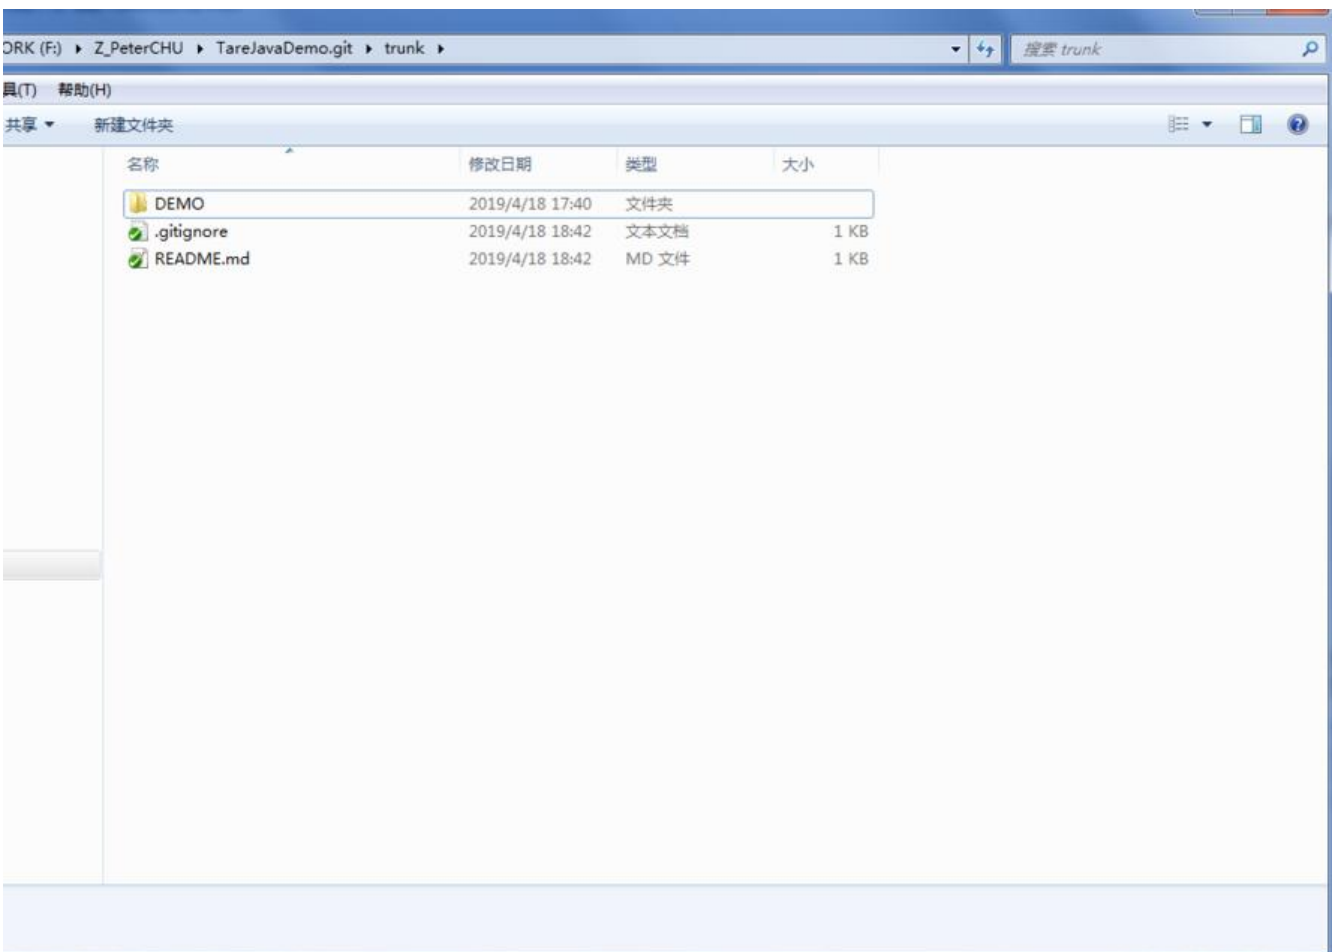 ORK (F:) Z_PeterCHU TareJavaDemo.git trunk 搜索 trunk
具(T) 帮助(H)
共享 新建文件夹
名称 修改日期 类型 大小
DEMO 2019/4/18 17:40 文件夹
.gitignore 2019/4/18 18:42 文本文档 1 KB
README.md 2019/4/18 18:42 MD 文件 1 KB